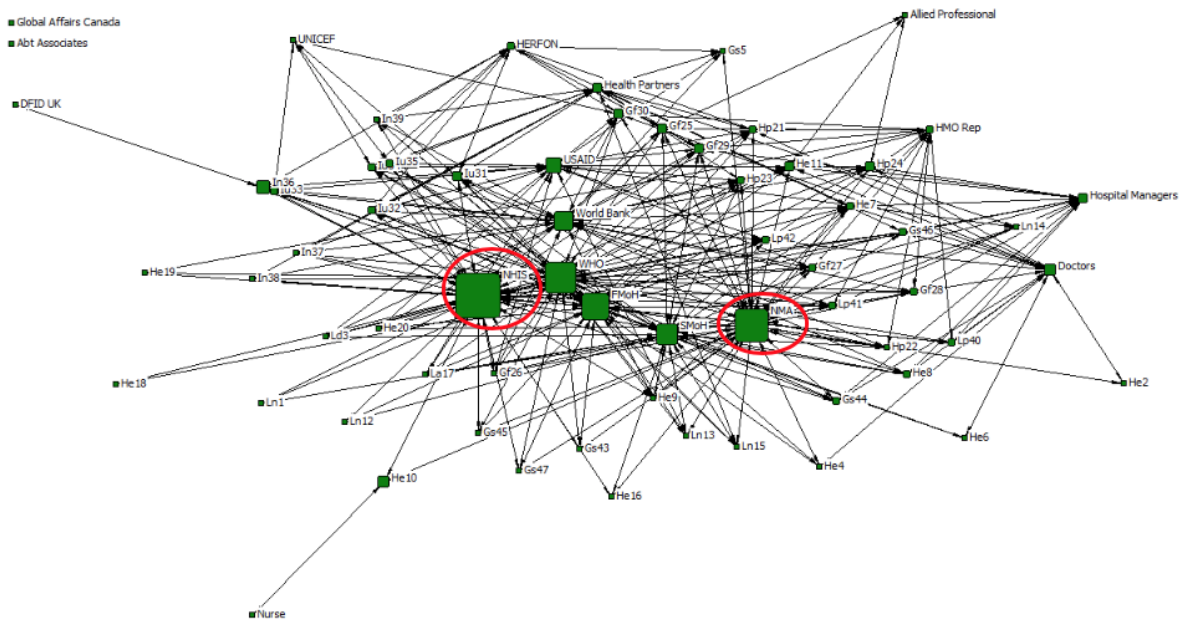 Global Affairs Canada
Allied Professional
Abt Associates
UNICEF
HERFON
Gs5
Health Partners
DFID UK
Gf30
In39
Gf25
Hp21
HMO Rep
Gf29
Iu35
USAID
He11
Hp24
Iu31
Hp23
In36
Hospital Managers
Iu32
World Bank
He7
Ln14
Gs46
Lp42
In37
WHO
Gf27
Doctors
He19
In38
NHIS
Gf28
FMoH
Lp41
NMA
He20
SMoH
Ld3
Hp22
Lp40
La17
Gf26
He8
He18
He2
He9
Gs44
Ln1
Ln12
Gs45
Ln13
He6
Gs43
Ln15
Gs47
He4
He10
He16
Nurse